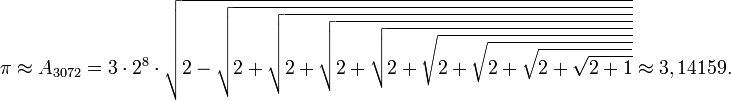 π ≈ A₃₀₇₂ = 3 · 2⁸ · √(2 − √(2 + √(2 + √(2 + √(2 + √(2 + √(2 + √(2 + √(2 + 1))))))))) ≈ 3,14159.